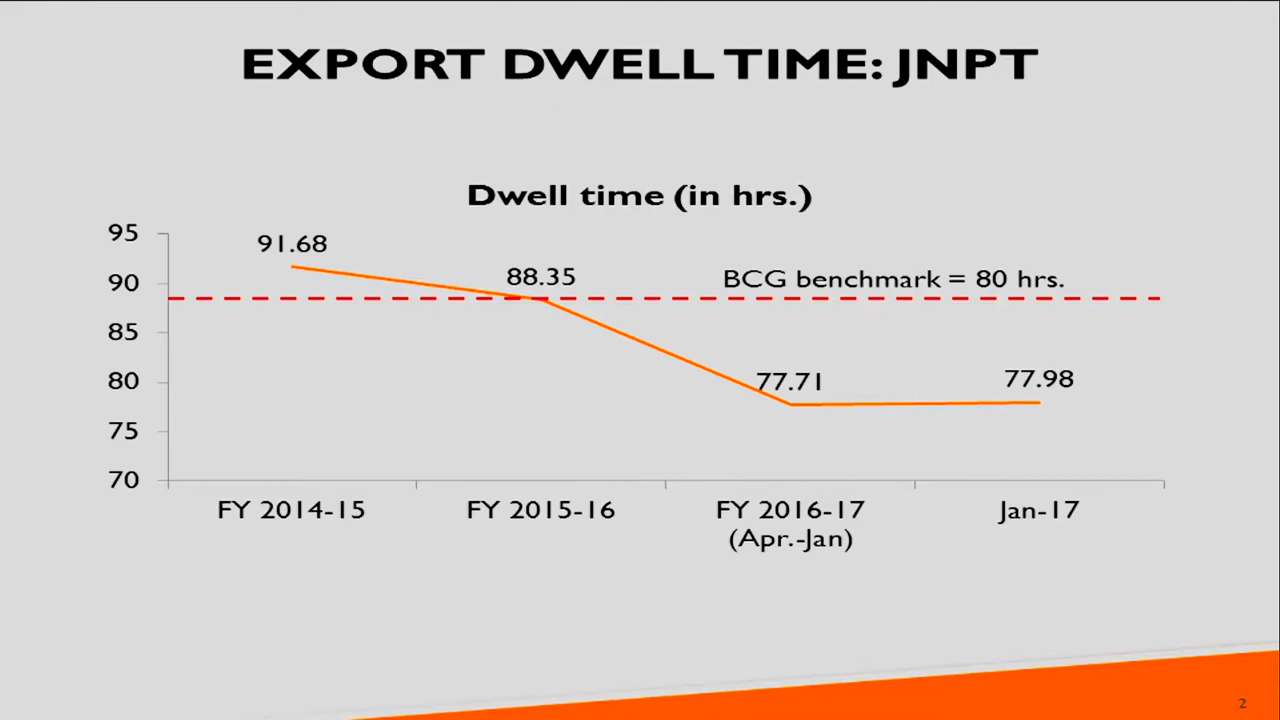 EXPORT DWELL TIME: JNPT
Dwell time (in hrs.)
95
90
85
80
75
70
91.68
88.35
BCG benchmark = 80 hrs.
77.71
77.98
FY 2014-15
FY 2015-16
FY 2016-17
(Apr.-Jan)
Jan-17
2